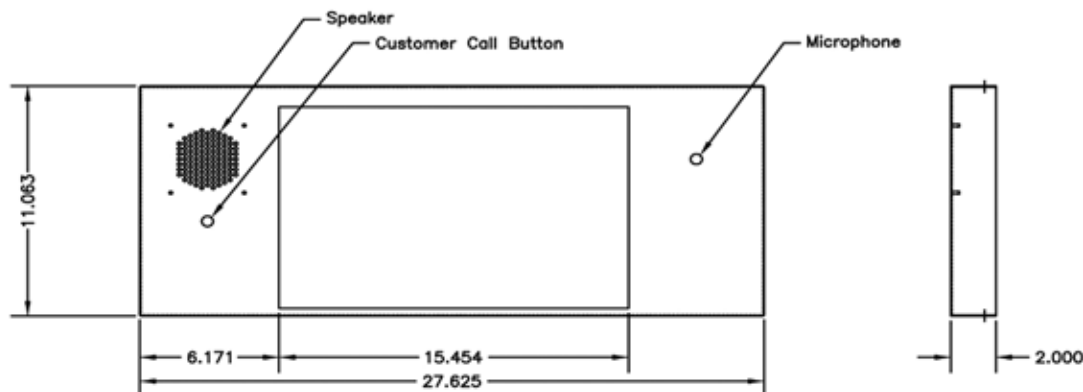 Speaker
Customer Call Button
Microphone
11.063
6.171
15.454
2.000
27.625